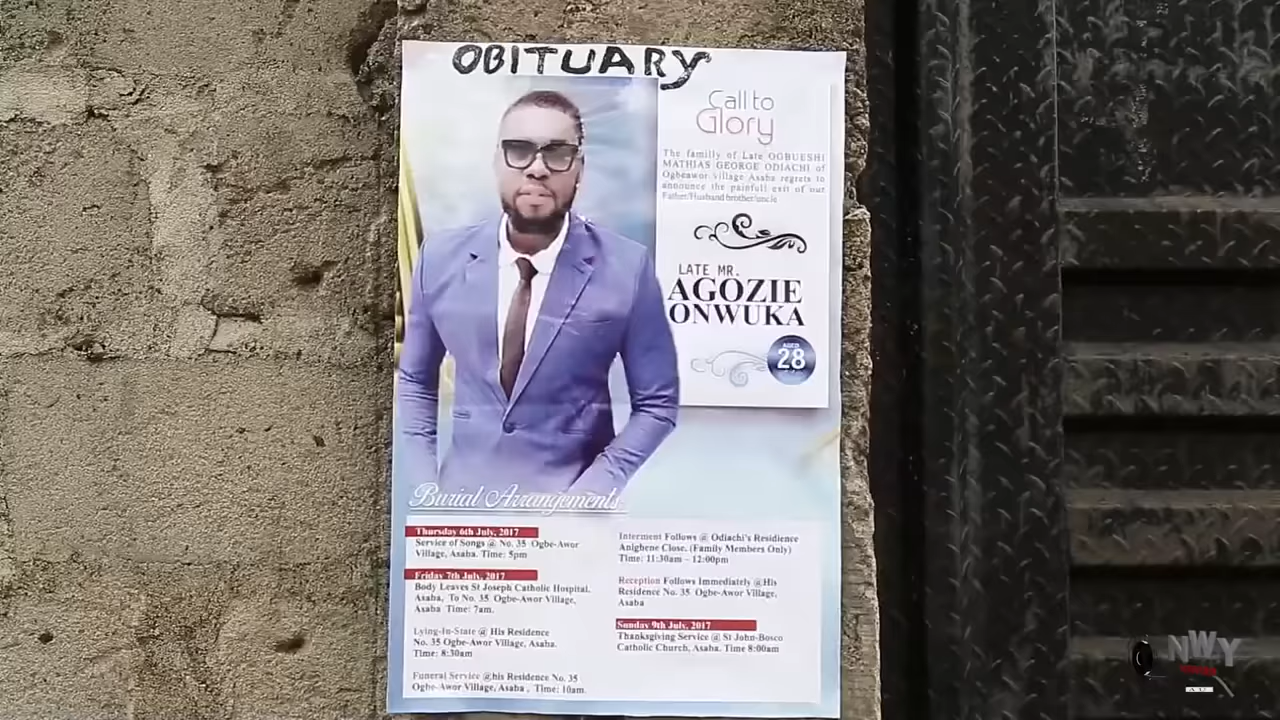 OBITUARY
Call to
Glory
The familly of Late OGBUESHI
MATHIAS GEORGE ODIACHI of
Ogbeawor village Asaba regrets to
announce the painfull exit of our
Father/Husband brother/uncle
LATE MR.
AGOZIE
ONWUKA
AGED
28
Burial Arrangements
Thursday 6th July, 2017
Service of Songs @ No. 35 Ogbe-Awor
Village, Asaba. Time: 5pm
Friday 7th July, 2017
Body Leaves St Joseph Catholic Hospital,
Asaba, To No. 35 Ogbe-Awor Village,
Asaba Time: 7am.
Lying-In-State @ His Residence
No. 35 Ogbe-Awor Village, Asaba.
Time: 8:30am
Funeral Service @his Residence No. 35
Ogbe-Awor Village, Asaba , Time: 10am.
Interment Follows @ Odiachi's Residience
Anighene Close. (Family Members Only)
Time: 11:30am - 12:00pm
Reception Follows Immediately @His
Residence No. 35 Ogbe-Awor Village,
Asaba
Sunday 9th July, 2017
Thanksgiving Service @ St John-Bosco
Catholic Church, Asaba. Time 8:00am
NWY